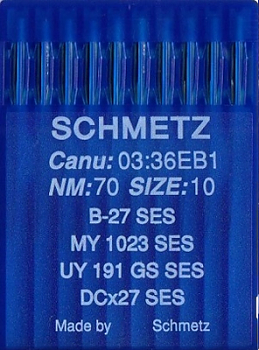 SCHMETZ
Canu: 03:36EB1
NM:70 SIZE:10
B-27 SES
MY 1023 SES
UY 191 GS SES
DCx27 SES
Made by Schmetz